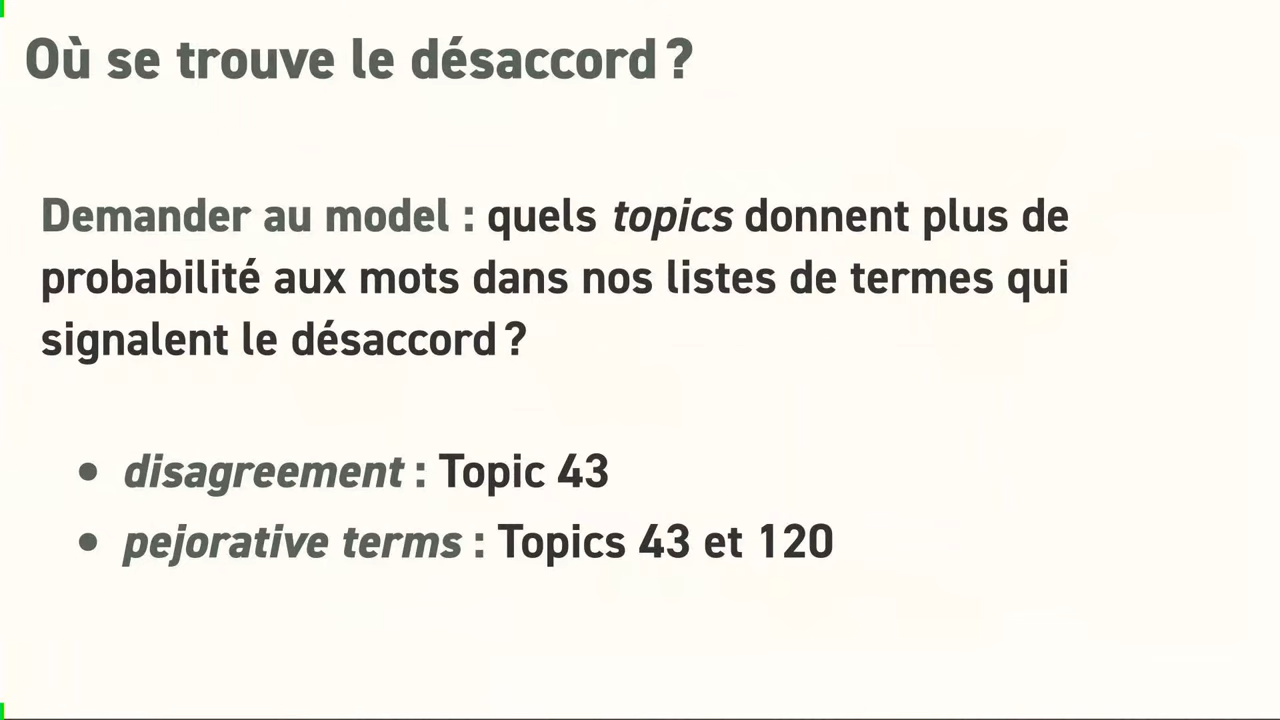 Où se trouve le désaccord ?
Demander au model : quels topics donnent plus de
probabilité aux mots dans nos listes de termes qui
signalent le désaccord ?
• disagreement : Topic 43
• pejorative terms : Topics 43 et 120